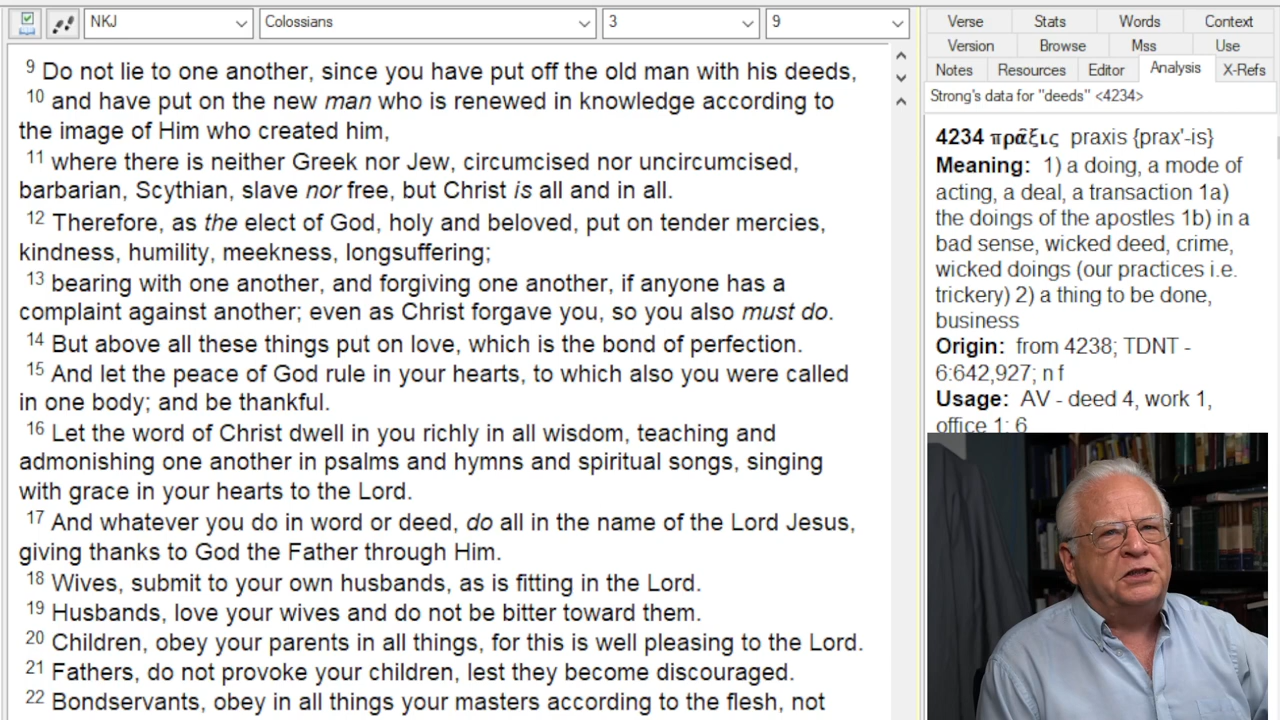 NKJ
Colossians
3
9
9 Do not lie to one another, since you have put off the old man with his deeds,
10 and have put on the new man who is renewed in knowledge according to
the image of Him who created him,
11 where there is neither Greek nor Jew, circumcised nor uncircumcised,
barbarian, Scythian, slave nor free, but Christ is all and in all.
12 Therefore, as the elect of God, holy and beloved, put on tender mercies,
kindness, humility, meekness, longsuffering;
13 bearing with one another, and forgiving one another, if anyone has a
complaint against another; even as Christ forgave you, so you also must do.
14 But above all these things put on love, which is the bond of perfection.
15 And let the peace of God rule in your hearts, to which also you were called
in one body; and be thankful.
16 Let the word of Christ dwell in you richly in all wisdom, teaching and
admonishing one another in psalms and hymns and spiritual songs, singing
with grace in your hearts to the Lord.
17 And whatever you do in word or deed, do all in the name of the Lord Jesus,
giving thanks to God the Father through Him.
18 Wives, submit to your own husbands, as is fitting in the Lord.
19 Husbands, love your wives and do not be bitter toward them.
20 Children, obey your parents in all things, for this is well pleasing to the Lord.
21 Fathers, do not provoke your children, lest they become discouraged.
22 Bondservants, obey in all things your masters according to the flesh, not
Verse Stats Words Context
Version Browse Mss Use
Notes Resources Editor Analysis X-Refs
Strong's data for "deeds" <4234>
4234 πρᾶξις praxis {prax'-is}
Meaning: 1) a doing, a mode of
acting, a deal, a transaction 1a)
the doings of the apostles 1b) in a
bad sense, wicked deed, crime,
wicked doings (our practices i.e.
trickery) 2) a thing to be done,
business
Origin: from 4238; TDNT -
6:642,927; n f
Usage: AV - deed 4, work 1,
office 1; 6